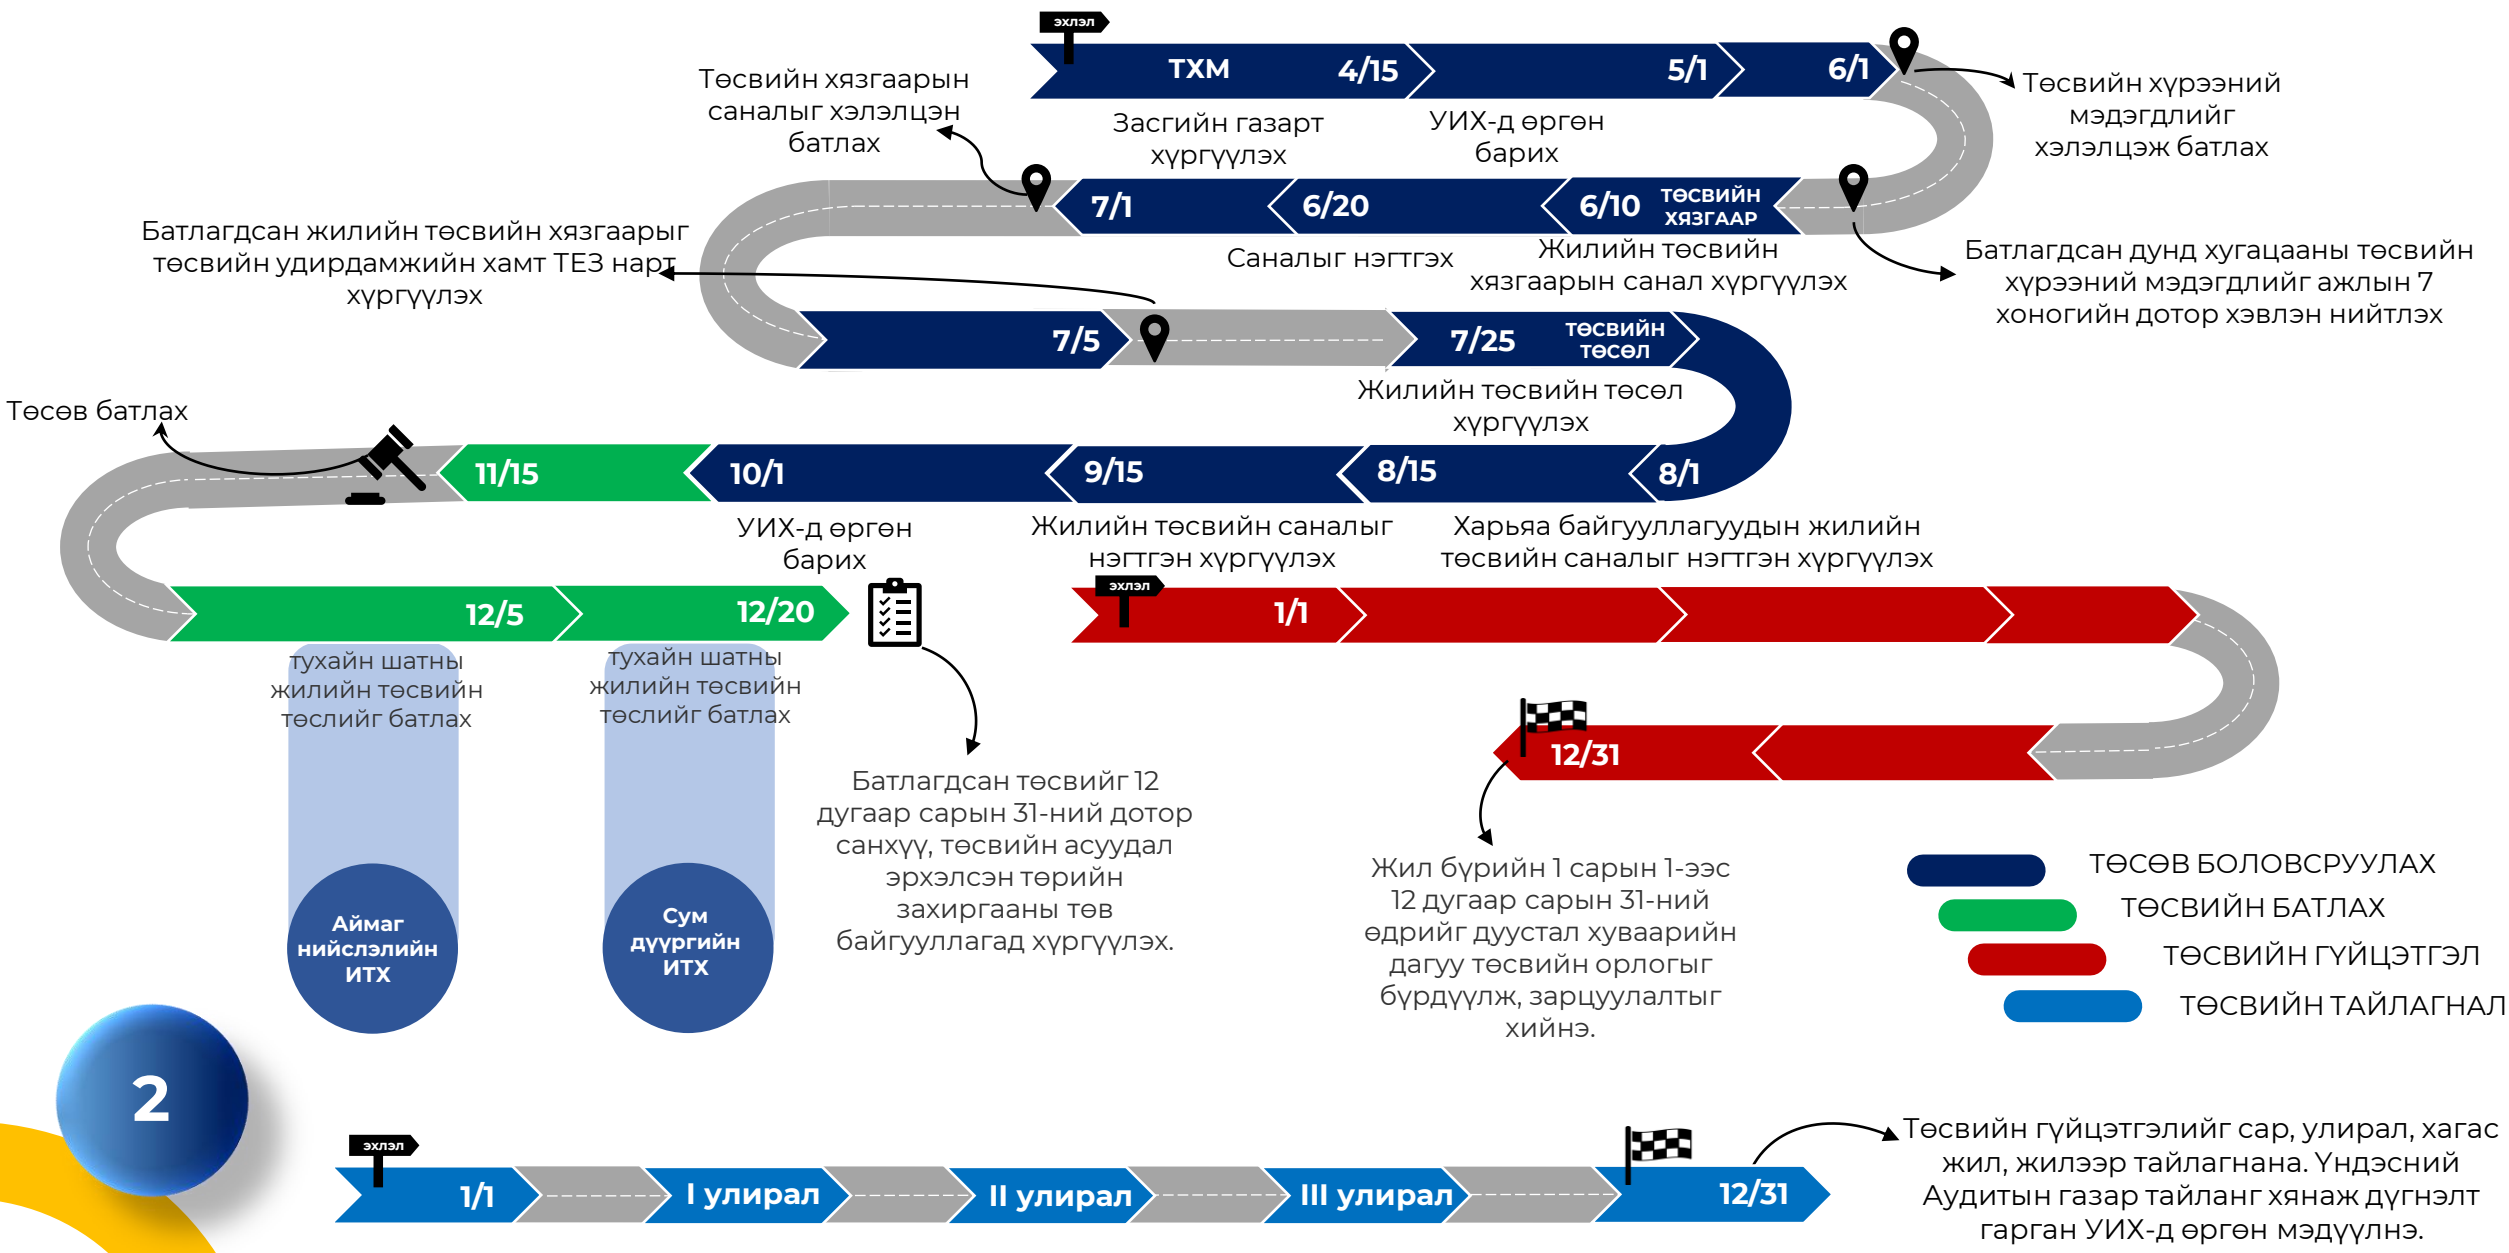 эхлэл
ТХМ
4/15
5/1
6/1
Төсвийн хүрээний
мэдэгдлийг
хэлэлцэж батлах
Төсвийн хязгаарын
саналыг хэлэлцэн
батлах
Засгийн газарт
хүргүүлэх
УИХ-д өргөн
барих
7/1
6/20
6/10
ТӨСВИЙН
ХЯЗГААР
Батлагдсан жилийн төсвийн хязгаарыг
төсвийн удирдамжийн хамт ТЕЗ нарт
хүргүүлэх
Саналыг нэгтгэх
Жилийн төсвийн
хязгаарын санал хүргүүлэх
Батлагдсан дунд хугацааны төсвийн
хүрээний мэдэгдлийг ажлын 7
хоногийн дотор хэвлэн нийтлэх
7/5
7/25
ТӨСВИЙН
ТӨСӨЛ
Жилийн төсвийн төсөл
хүргүүлэх
Төсөв батлах
11/15
10/1
9/15
8/15
8/1
УИХ-д өргөн
барих
Жилийн төсвийн саналыг
нэгтгэн хүргүүлэх
Харьяа байгууллагуудын жилийн
төсвийн саналыг нэгтгэн хүргүүлэх
12/5
12/20
эхлэл
1/1
тухайн шатны
жилийн төсвийн
төслийг батлах
тухайн шатны
жилийн төсвийн
төслийг батлах
12/31
Батлагдсан төсвийг 12
дугаар сарын 31-ний дотор
санхүү, төсвийн асуудал
эрхэлсэн төрийн
захиргааны төв
байгууллагад хүргүүлэх.
Жил бүрийн 1 сарын 1-ээс
12 дугаар сарын 31-ний
өдрийг дуустал хуваарийн
дагуу төсвийн орлогыг
бүрдүүлж, зарцуулалтыг
хийнэ.
Аймаг
нийслэлийн
ИТХ
Сум
дүүргийн
ИТХ
ТӨСӨВ БОЛОВСРУУЛАХ
ТӨСВИЙН БАТЛАХ
ТӨСВИЙН ГҮЙЦЭТГЭЛ
ТӨСВИЙН ТАЙЛАГНАЛ
2
эхлэл
1/1
I улирал
II улирал
III улирал
12/31
Төсвийн гүйцэтгэлийг сар, улирал, хагас
жил, жилээр тайлагнана. Үндэсний
Аудитын газар тайланг хянаж дүгнэлт
гарган УИХ-д өргөн мэдүүлнэ.